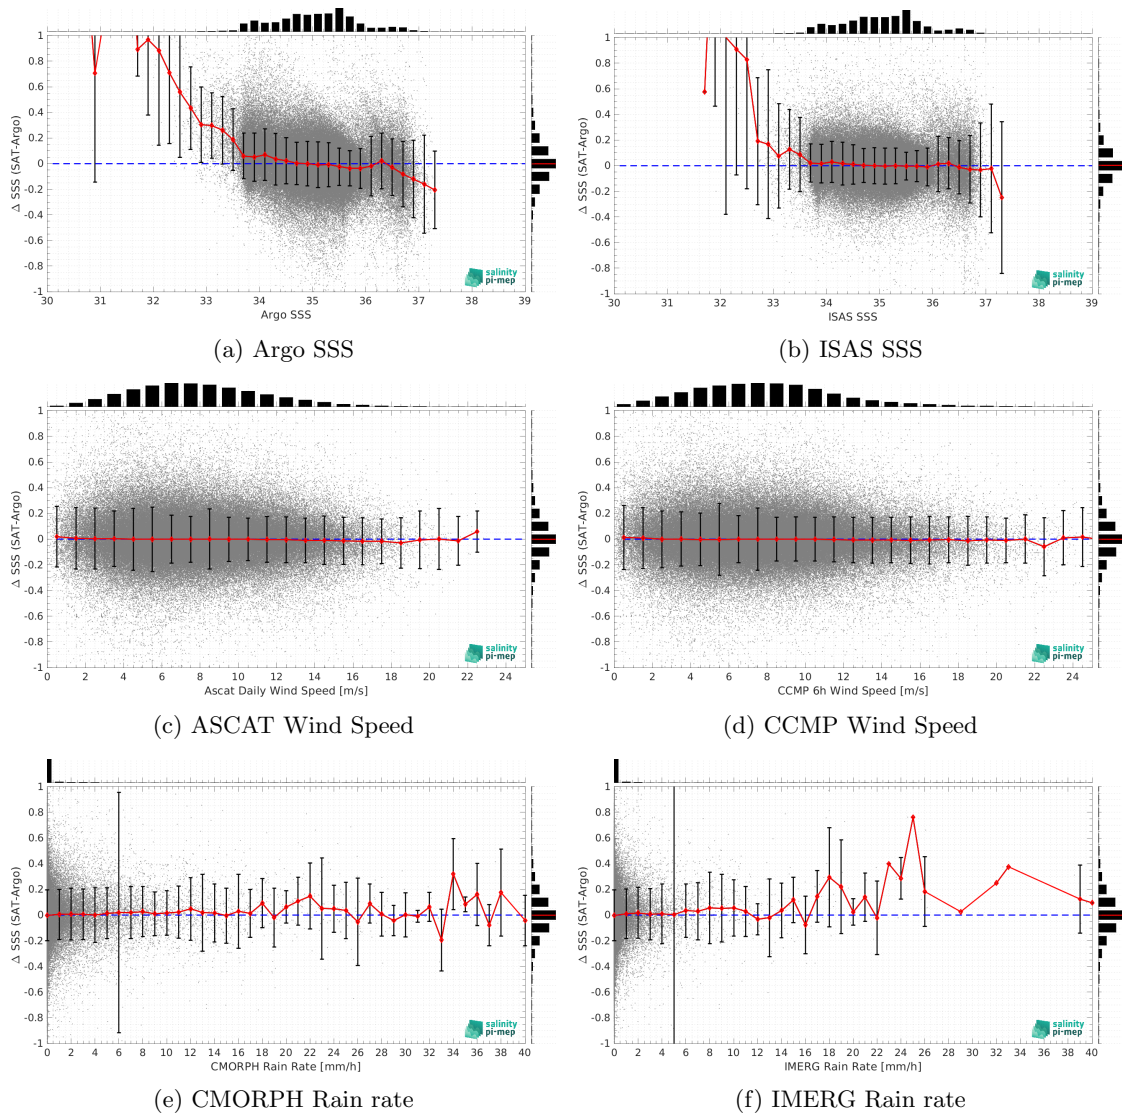 1
0.8
0.6
0.4
0.2
0
-0.2
-0.4
-0.6
-0.8
-1
Δ SSS (SAT-Argo)
30 31 32 33 34 35 36 37 38 39
Argo SSS
salinity
pi-mep
(a) Argo SSS
1
0.8
0.6
0.4
0.2
0
-0.2
-0.4
-0.6
-0.8
-1
Δ SSS (SAT-Argo)
30 31 32 33 34 35 36 37 38 39
ISAS SSS
salinity
pi-mep
(b) ISAS SSS
1
0.8
0.6
0.4
0.2
0
-0.2
-0.4
-0.6
-0.8
-1
Δ SSS (SAT-Argo)
0 2 4 6 8 10 12 14 16 18 20 22 24
Ascat Daily Wind Speed [m/s]
salinity
pi-mep
(c) ASCAT Wind Speed
1
0.8
0.6
0.4
0.2
0
-0.2
-0.4
-0.6
-0.8
-1
Δ SSS (SAT-Argo)
0 2 4 6 8 10 12 14 16 18 20 22 24
CCMP 6h Wind Speed [m/s]
salinity
pi-mep
(d) CCMP Wind Speed
1
0.8
0.6
0.4
0.2
0
-0.2
-0.4
-0.6
-0.8
-1
Δ SSS (SAT-Argo)
0 2 4 6 8 10 12 14 16 18 20 22 24 26 28 30 32 34 36 38 40
CMORPH Rain Rate [mm/h]
salinity
pi-mep
(e) CMORPH Rain rate
1
0.8
0.6
0.4
0.2
0
-0.2
-0.4
-0.6
-0.8
-1
Δ SSS (SAT-Argo)
0 2 4 6 8 10 12 14 16 18 20 22 24 26 28 30 32 34 36 38 40
IMERG Rain Rate [mm/h]
salinity
pi-mep
(f) IMERG Rain rate